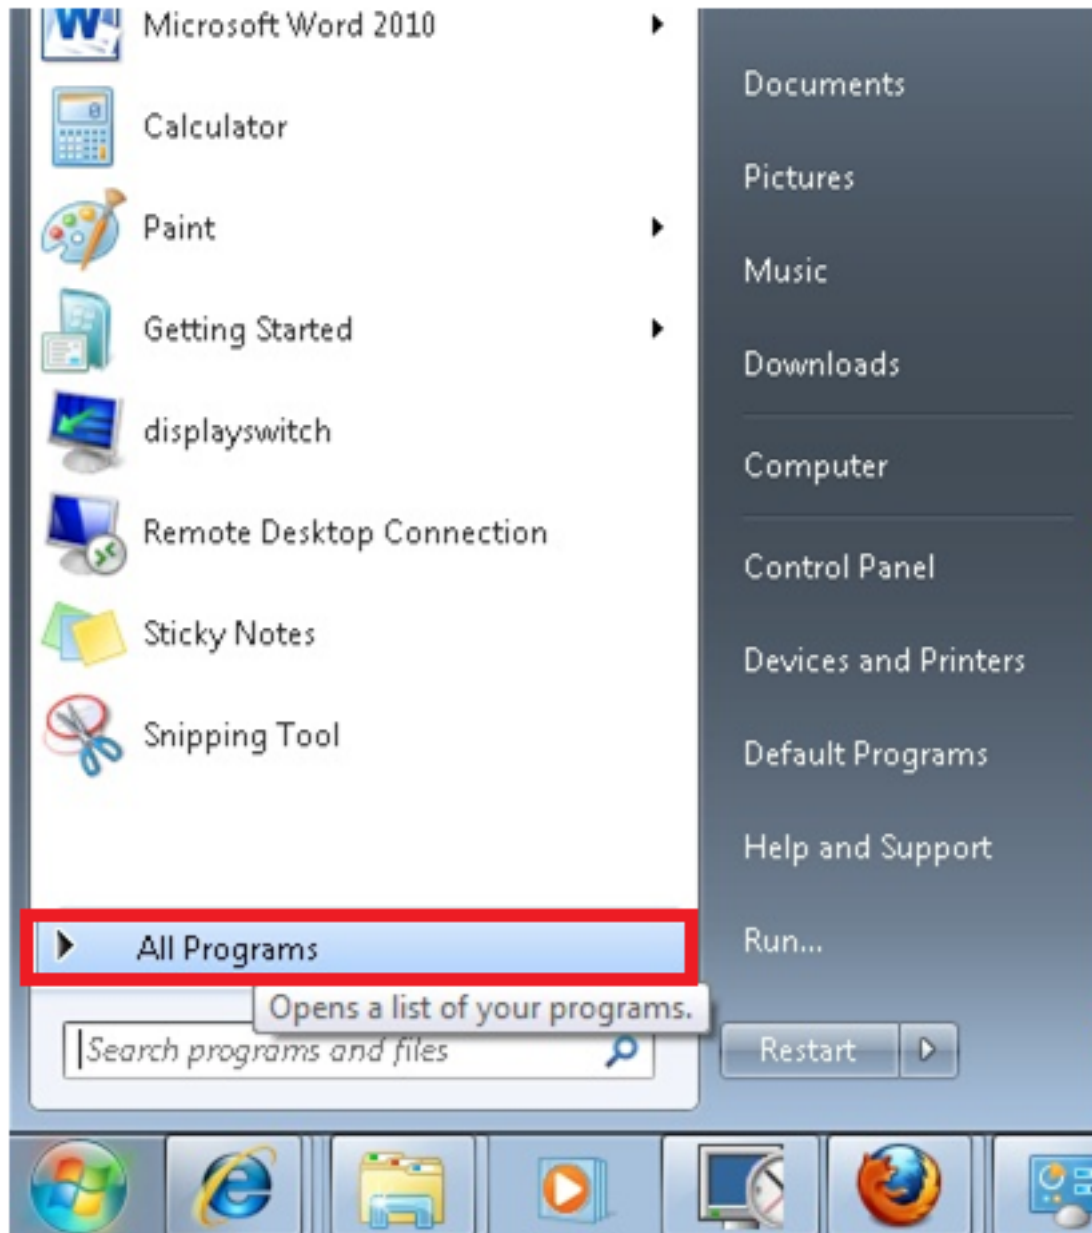 Microsoft Word 2010
Calculator
Paint
Getting Started
displayswitch
Remote Desktop Connection
Sticky Notes
Snipping Tool
All Programs
Opens a list of your programs.
Search programs and files
Documents
Pictures
Music
Downloads
Computer
Control Panel
Devices and Printers
Default Programs
Help and Support
Run...
Restart